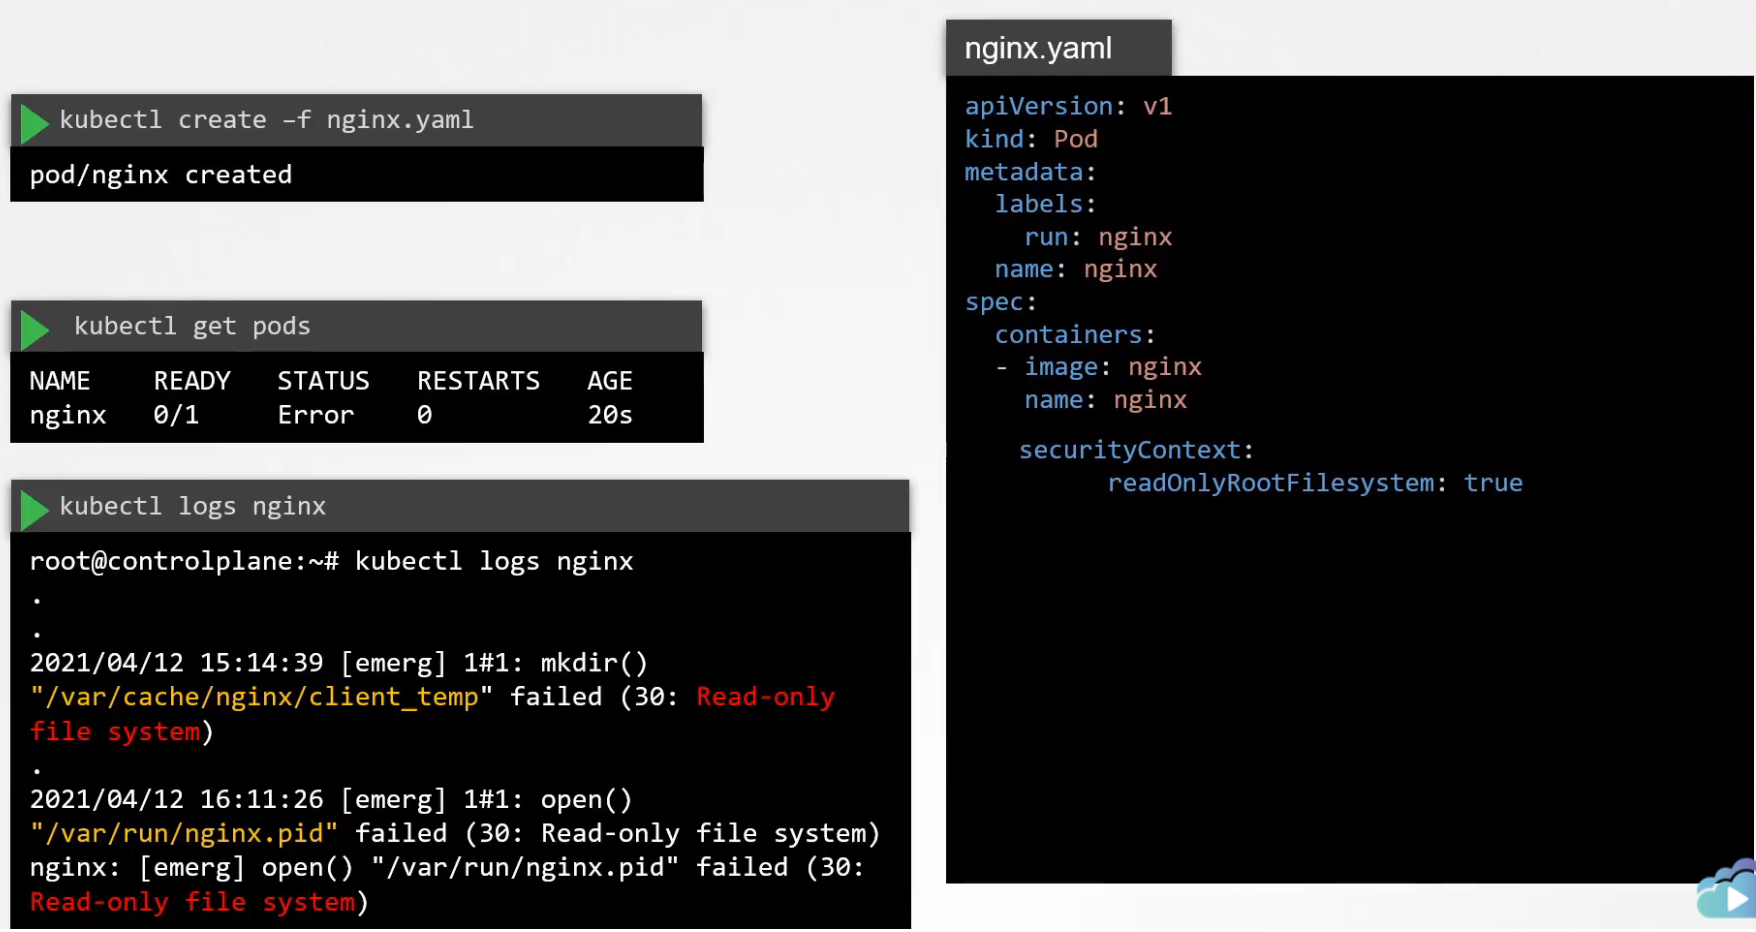 kubectl create –f nginx.yaml
pod/nginx created
kubectl get pods
NAME READY STATUS RESTARTS AGE
nginx 0/1 Error 0 20s
kubectl logs nginx
root@controlplane:~# kubectl logs nginx
.
.
2021/04/12 15:14:39 [emerg] 1#1: mkdir()
"/var/cache/nginx/client_temp" failed (30: Read-only
file system)
.
2021/04/12 16:11:26 [emerg] 1#1: open()
"/var/run/nginx.pid" failed (30: Read-only file system)
nginx: [emerg] open() "/var/run/nginx.pid" failed (30:
Read-only file system)
nginx.yaml
apiVersion: v1
kind: Pod
metadata:
  labels:
    run: nginx
  name: nginx
spec:
  containers:
  - image: nginx
    name: nginx
    securityContext:
          readOnlyRootFilesystem: true